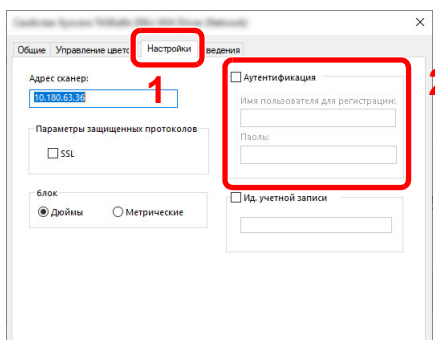 Общие Управление цвето Настройки ведения
Адрес сканер:
10.180.63.36
1
Параметры защищенных протоколов
SSL
блок
Дюймы Метрические
Аутентификация
2
Имя пользователя для регистрации:
Паоль:
Ид. учетной записи